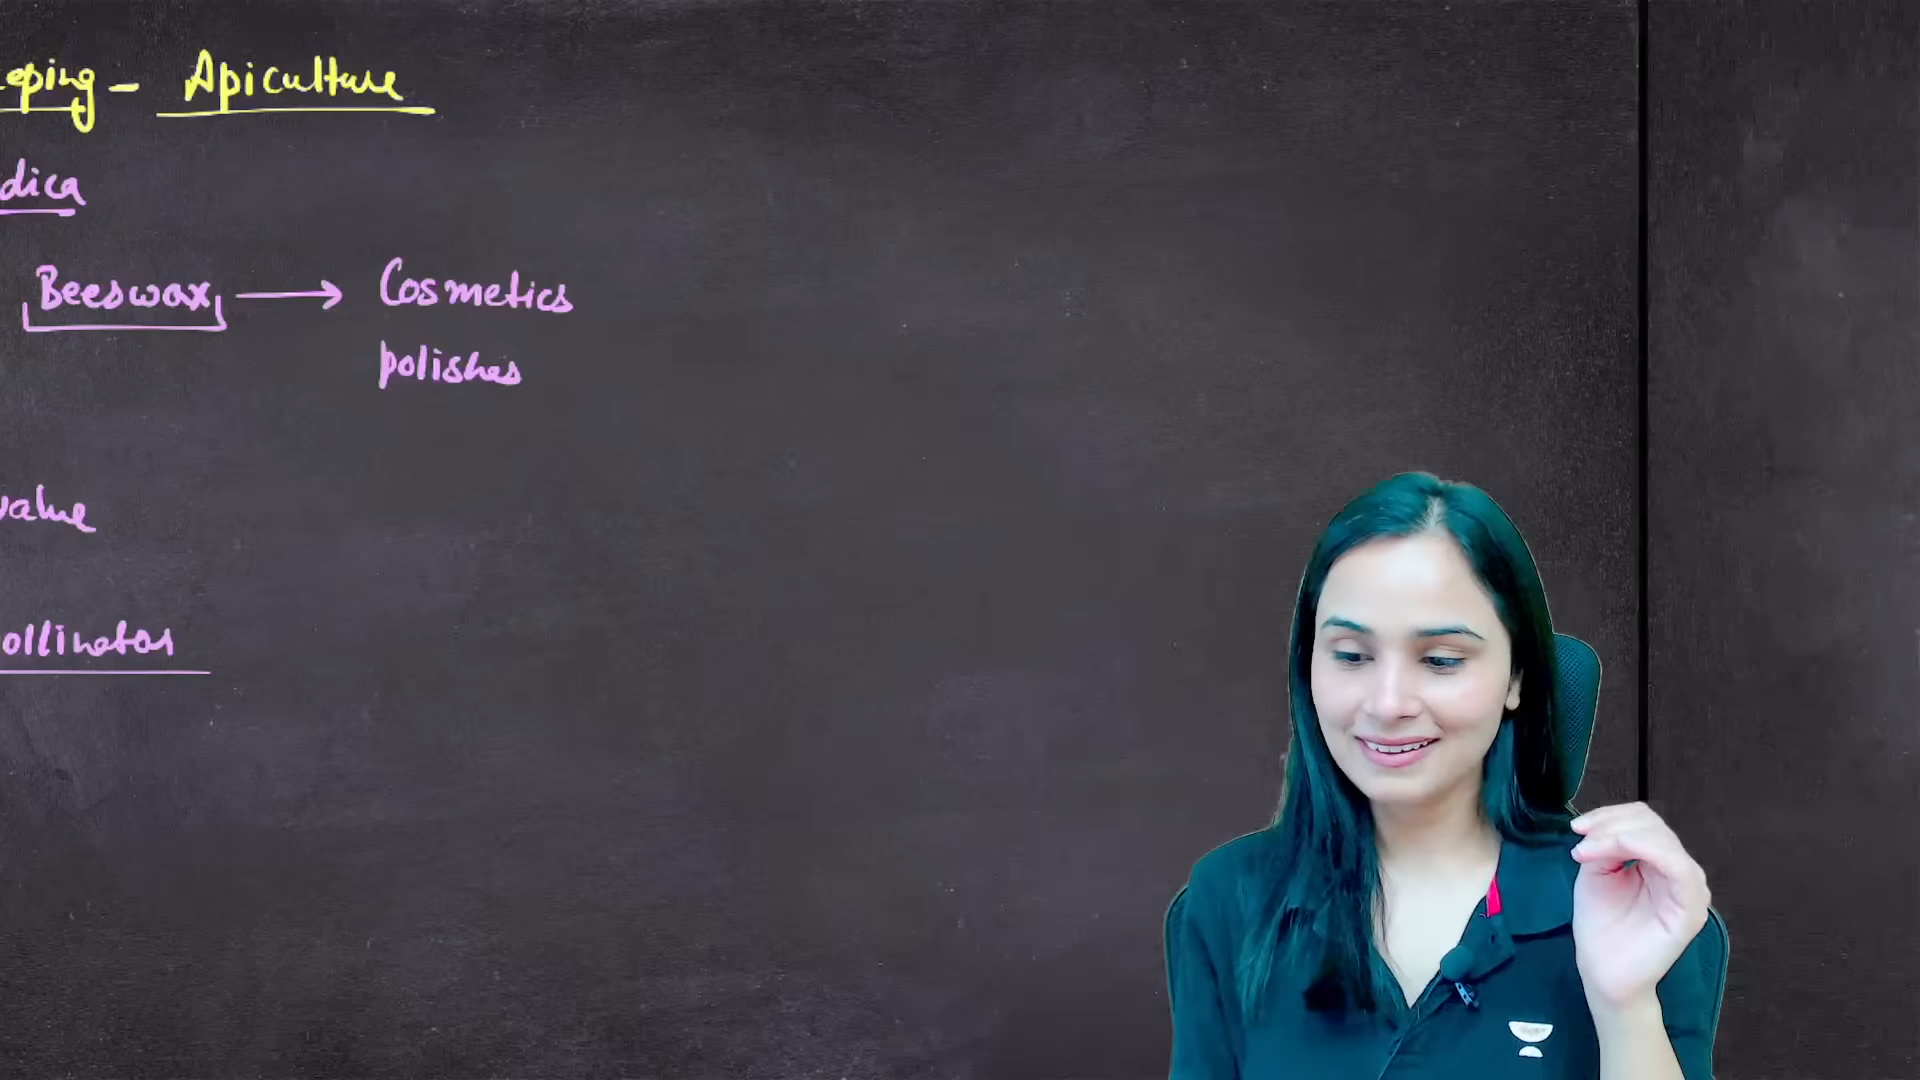 eping - Apiculture
dica
Beeswax → Cosmetics
polishes
value
ollinator